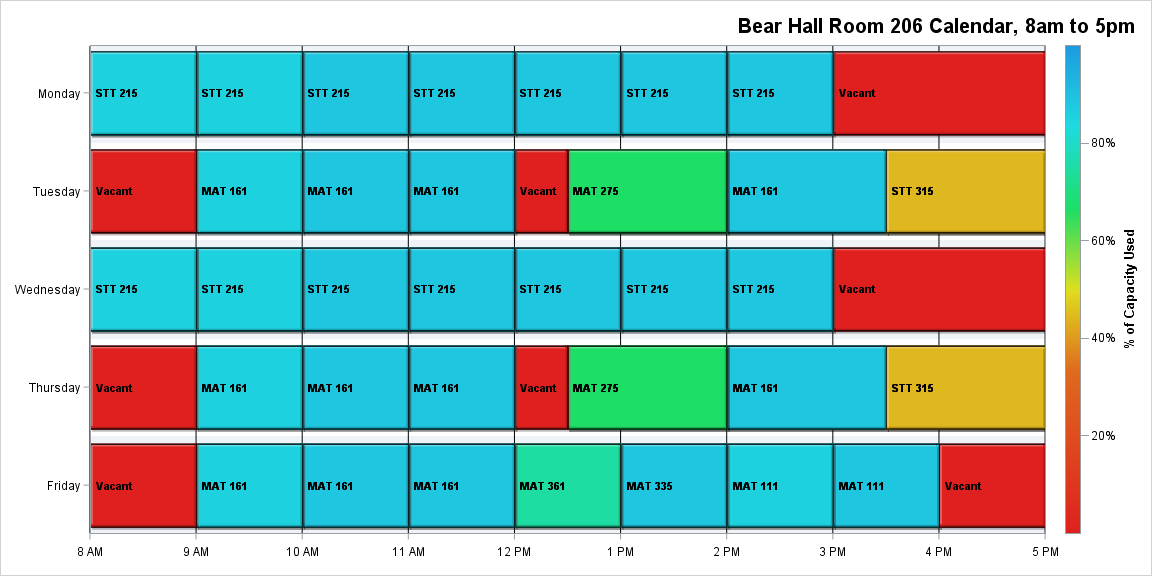 Bear Hall Room 206 Calendar, 8am to 5pm
Monday
STT 215
STT 215
STT 215
STT 215
STT 215
STT 215
STT 215
Vacant
Tuesday
Vacant
MAT 161
MAT 161
MAT 161
Vacant
MAT 275
MAT 161
STT 315
Wednesday
STT 215
STT 215
STT 215
STT 215
STT 215
STT 215
STT 215
Vacant
Thursday
Vacant
MAT 161
MAT 161
MAT 161
Vacant
MAT 275
MAT 161
STT 315
Friday
Vacant
MAT 161
MAT 161
MAT 161
MAT 361
MAT 335
MAT 111
MAT 111
Vacant
8 AM
9 AM
10 AM
11 AM
12 PM
1 PM
2 PM
3 PM
4 PM
5 PM
80%
60%
40%
20%
% of Capacity Used